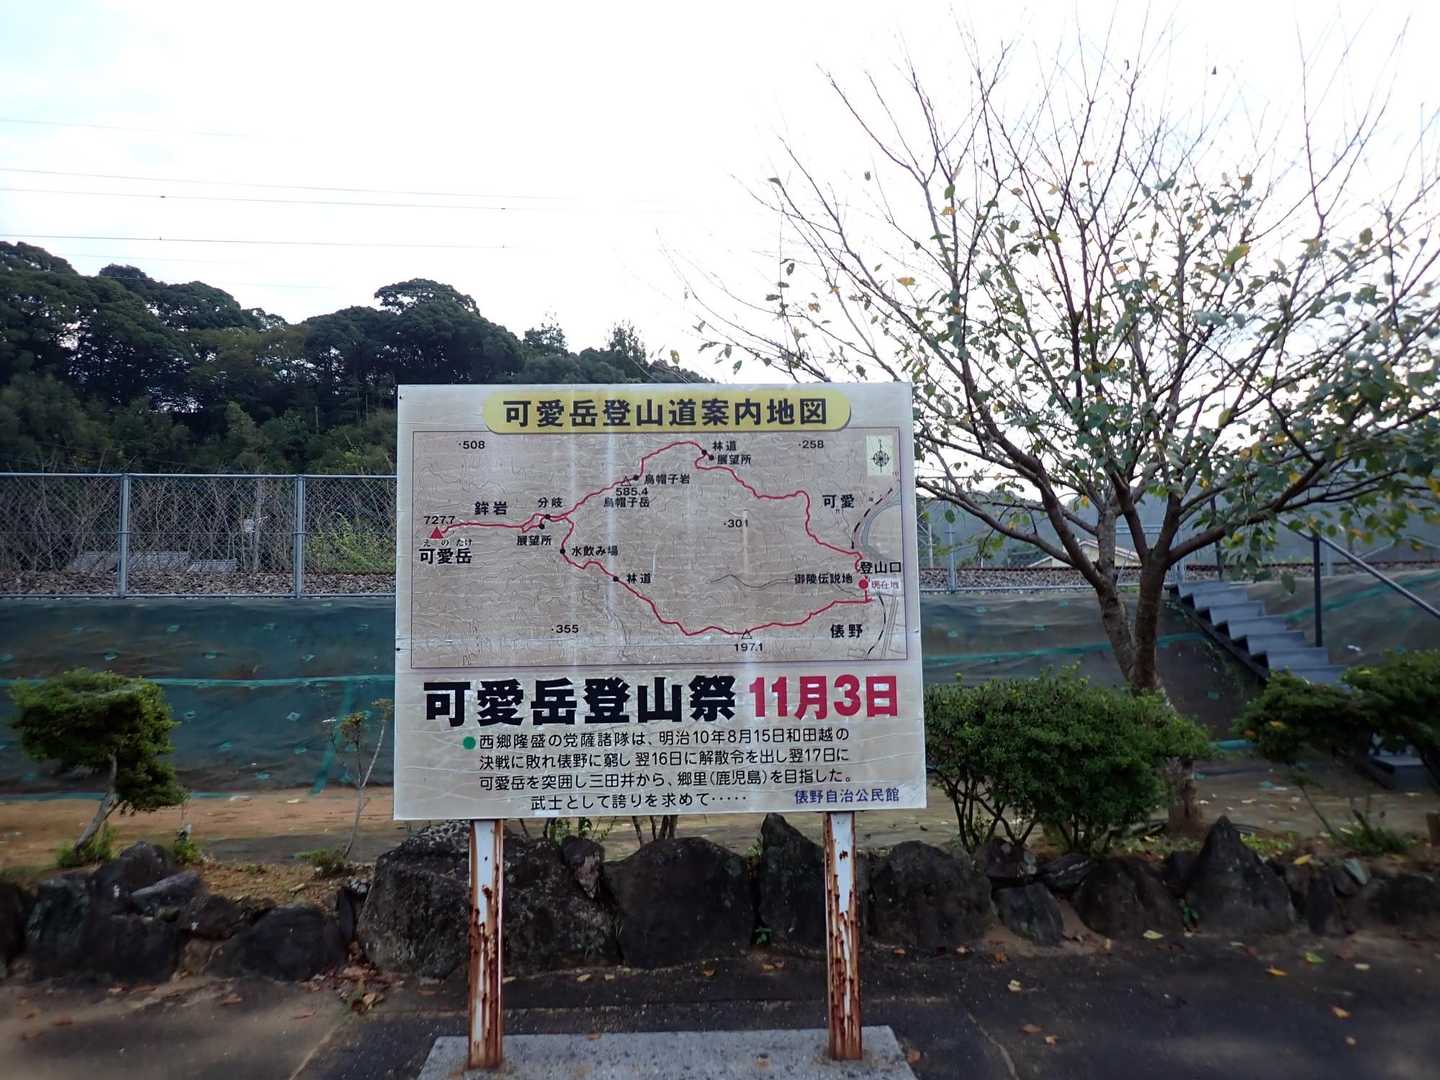 可愛岳登山道案内地図
·508
林道
展望所
·258
烏帽子岩
585.4
烏帽子岳
鉾岩
分岐
可愛
727.7
えのたけ
可愛岳
展望所
·301
水飲み場
登山口
林道
御陵伝説地
現在地
·355
俵野
197.1
可愛岳登山祭 11月3日
●西郷隆盛の党薩諸隊は、明治10年8月15日和田越の
決戦に敗れ俵野に窮し翌16日に解散令を出し翌17日に
可愛岳を突囲し三田井から、郷里(鹿児島)を目指した。
武士として誇りを求めて‥‥‥
俵野自治公民館